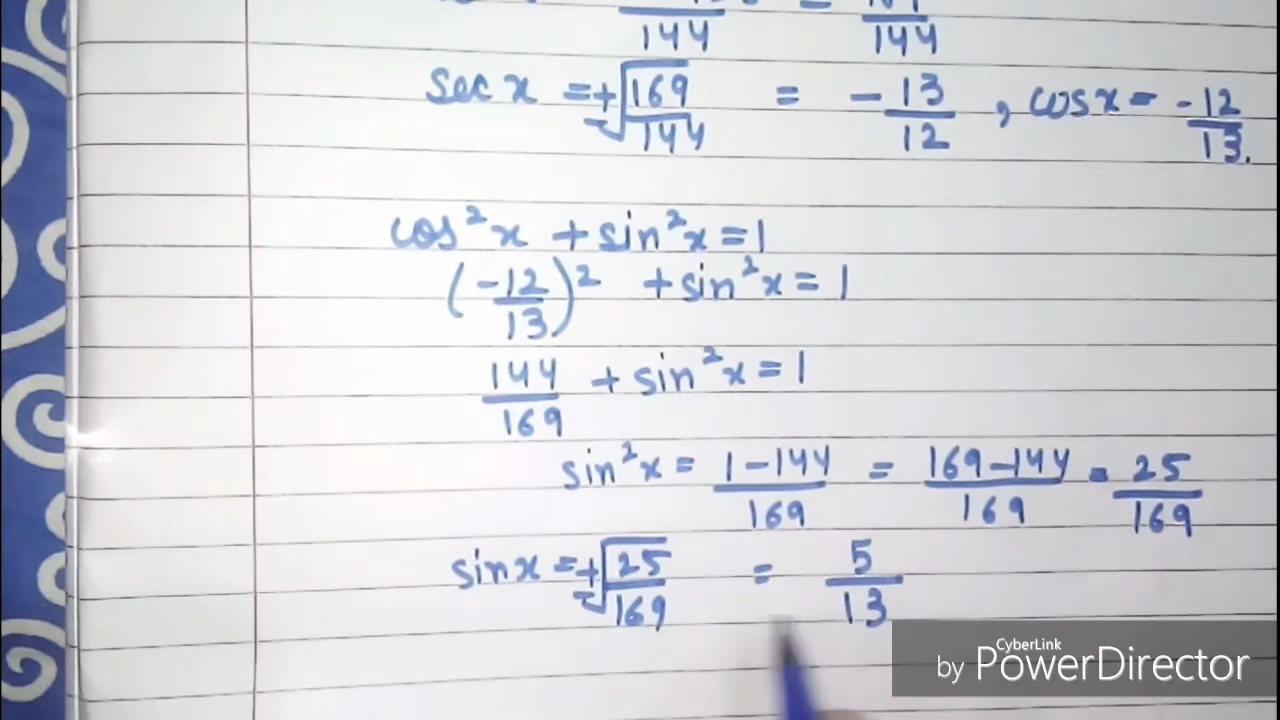 144 144
sec x = ±√169/144 = -13/12 , cos x = -12/13.
cos²x + sin²x = 1
(-12/13)² + sin²x = 1
144/169 + sin²x = 1
sin²x = 1-144/169 = 169-144/169 = 25/169
sin x = ±√25/169 = 5/13
CyberLink
by PowerDirector